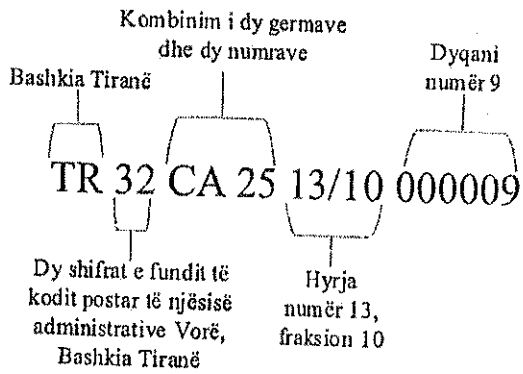 Kombinim i dy germave
dhe dy numrave
Dyqani
numër 9
Bashkia Tiranë
TR 32 CA 25 13/10 000009
Dy shifrat e fundit të
kodit postar të njësisë
administrative Vorë,
Bashkia Tiranë
Hyrja
numër 13,
fraksion 10